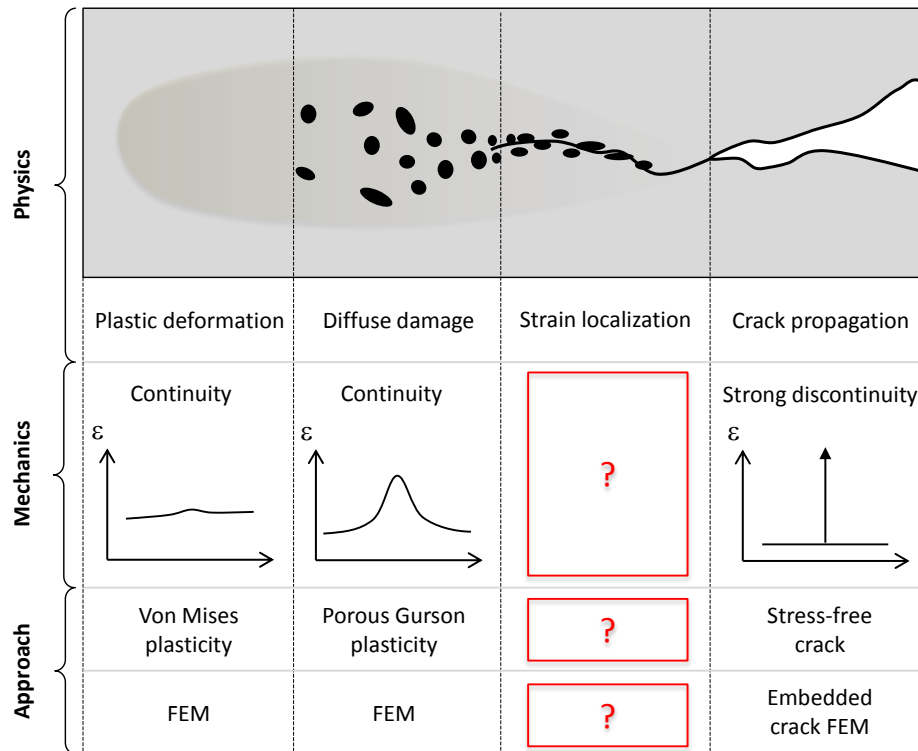 Physics
Plastic deformation
Diffuse damage
Strain localization
Crack propagation
Mechanics
Continuity
ε
Continuity
ε
?
Strong discontinuity
ε
Approach
Von Mises
plasticity
Porous Gurson
plasticity
?
Stress-free
crack
FEM
FEM
?
Embedded
crack FEM